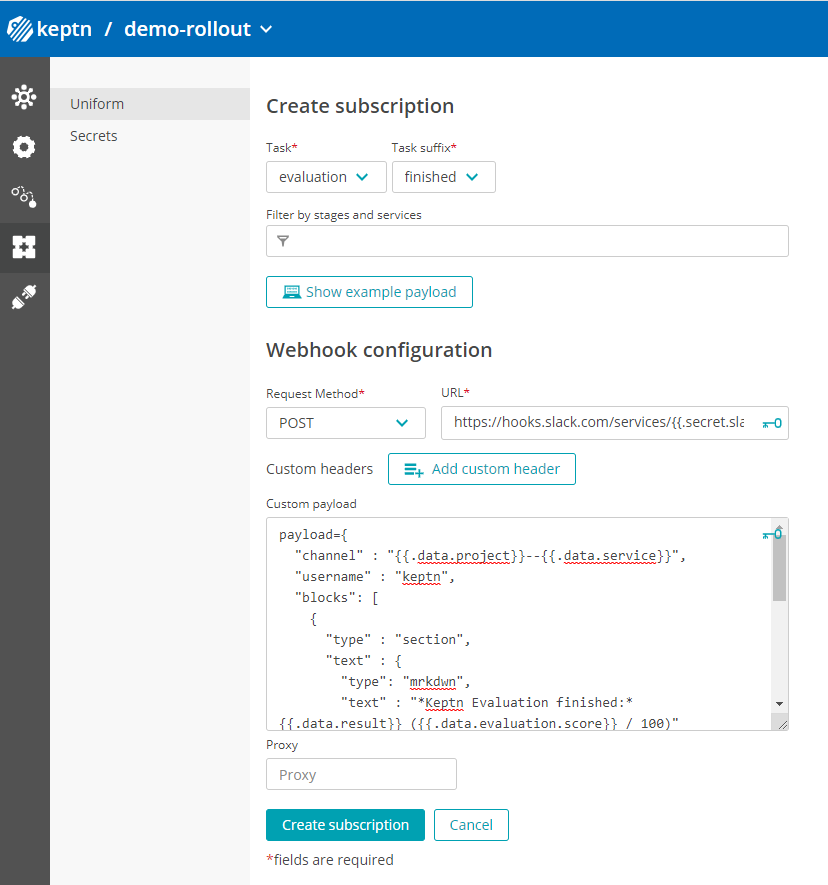 keptn / demo-rollout
Uniform
Secrets
Create subscription
Task* Task suffix*
evaluation finished
Filter by stages and services
Show example payload
Webhook configuration
Request Method* URL*
POST https://hooks.slack.com/services/{{.secret.sla
Custom headers Add custom header
Custom payload
payload={
"channel" : "{{.data.project}}--{{.data.service}}",
"username" : "keptn",
"blocks": [
{
"type" : "section",
"text" : {
"type": "mrkdwn",
"text" : "*Keptn Evaluation finished:*
{{.data.result}} ({{.data.evaluation.score}} / 100)"
Proxy
Proxy
Create subscription Cancel
*fields are required